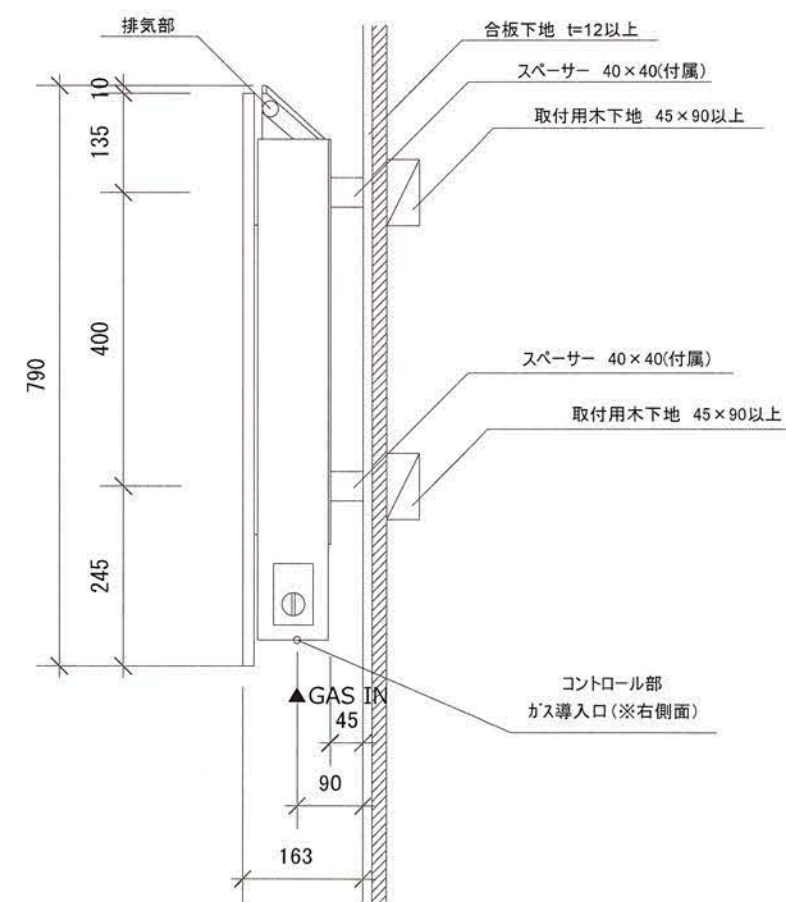 排気部
合板下地 t=12以上
スペーサー 40×40(付属)
取付用木下地 45×90以上
10
135
400
790
245
スペーサー 40×40(付属)
取付用木下地 45×90以上
コントロール部
ガス導入口(※右側面)
▲GAS IN
45
90
163